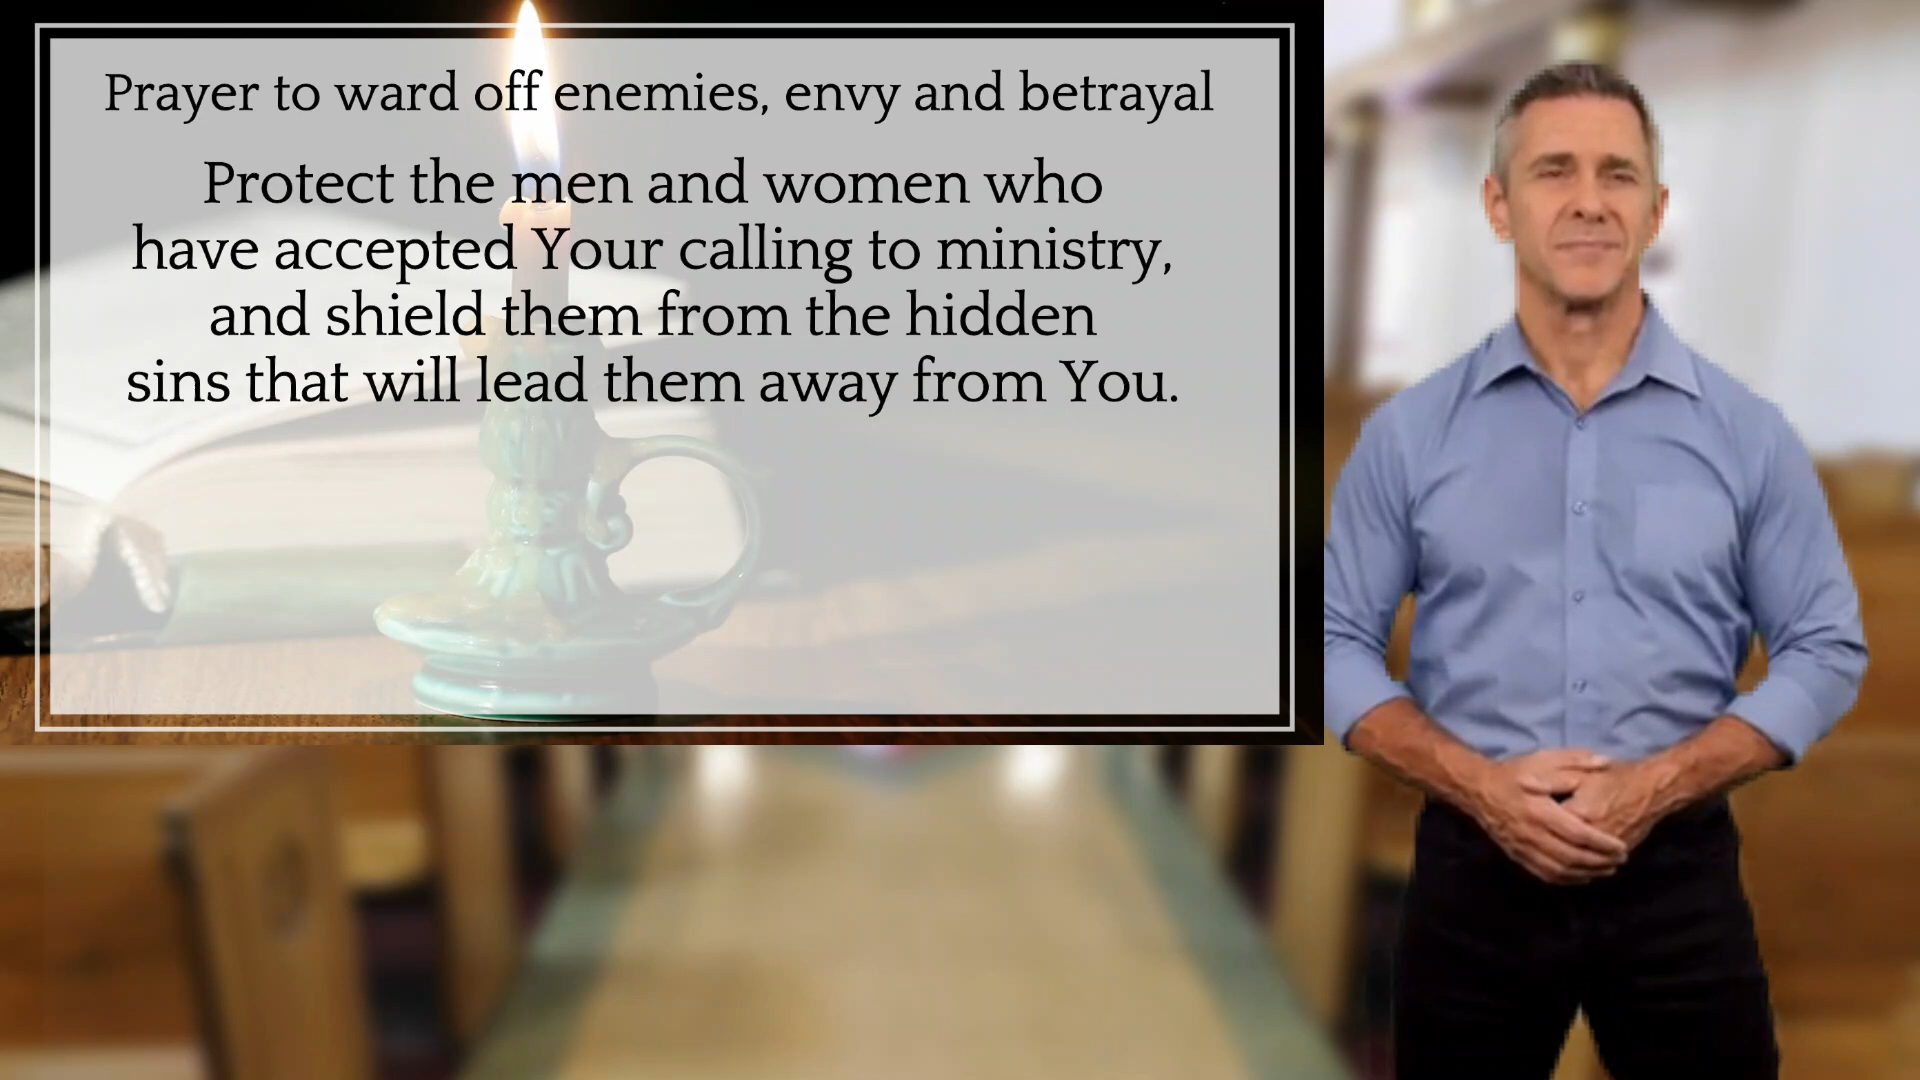 Prayer to ward off enemies, envy and betrayal
Protect the men and women who
have accepted Your calling to ministry,
and shield them from the hidden
sins that will lead them away from You.